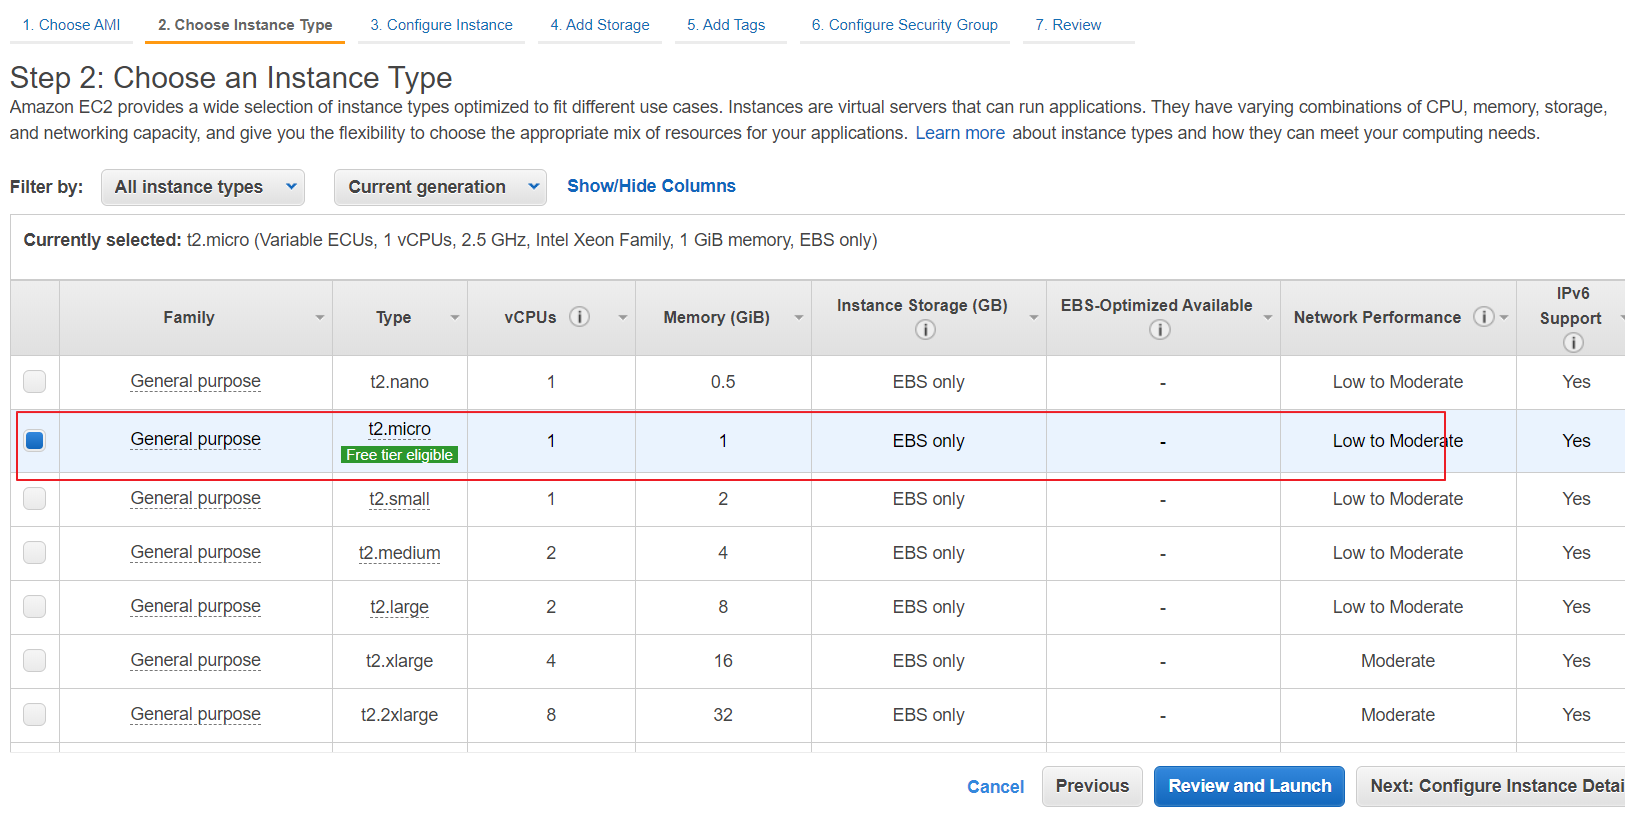 1. Choose AMI 2. Choose Instance Type 3. Configure Instance 4. Add Storage 5. Add Tags 6. Configure Security Group 7. Review
Step 2: Choose an Instance Type
Amazon EC2 provides a wide selection of instance types optimized to fit different use cases. Instances are virtual servers that can run applications. They have varying combinations of CPU, memory, storage,
and networking capacity, and give you the flexibility to choose the appropriate mix of resources for your applications. Learn more about instance types and how they can meet your computing needs.
Filter by: All instance types Current generation Show/Hide Columns
Currently selected: t2.micro (Variable ECUs, 1 vCPUs, 2.5 GHz, Intel Xeon Family, 1 GiB memory, EBS only)
Family Type vCPUs i Memory (GiB) Instance Storage (GB) i EBS-Optimized Available i Network Performance i IPv6 Support i
General purpose t2.nano 1 0.5 EBS only - Low to Moderate Yes
General purpose t2.micro Free tier eligible 1 1 EBS only - Low to Moderate Yes
General purpose t2.small 1 2 EBS only - Low to Moderate Yes
General purpose t2.medium 2 4 EBS only - Low to Moderate Yes
General purpose t2.large 2 8 EBS only - Low to Moderate Yes
General purpose t2.xlarge 4 16 EBS only - Moderate Yes
General purpose t2.2xlarge 8 32 EBS only - Moderate Yes
Cancel Previous Review and Launch Next: Configure Instance Detai